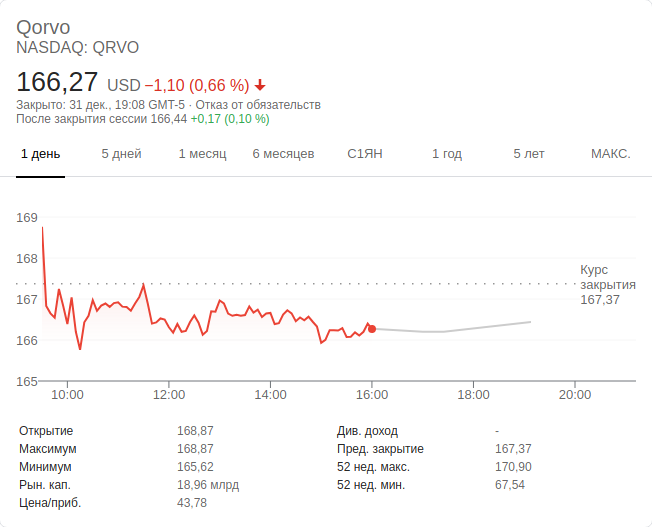 Qorvo
NASDAQ: QRVO
166,27 USD −1,10 (0,66 %)
Закрыто: 31 дек., 19:08 GMT-5 · Отказ от обязательств
После закрытия сессии 166,44 +0,17 (0,10 %)
1 день 5 дней 1 месяц 6 месяцев С1ЯН 1 год 5 лет МАКС.
169
168
Курс
закрытия
167,37
167
166
165
10:00 12:00 14:00 16:00 18:00 20:00
Открытие 168,87 Див. доход -
Максимум 168,87 Пред. закрытие 167,37
Минимум 165,62 52 нед. макс. 170,90
Рын. кап. 18,96 млрд 52 нед. мин. 67,54
Цена/приб. 43,78